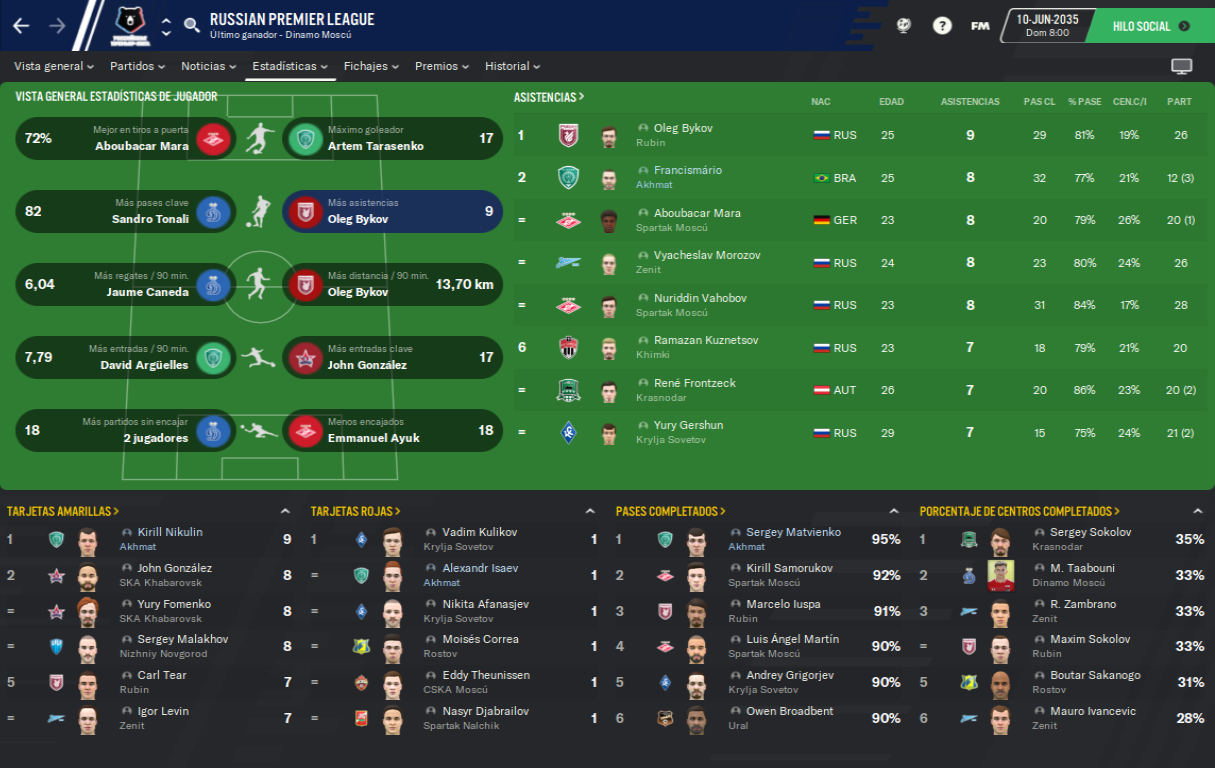 RUSSIAN PREMIER LEAGUE
Último ganador - Dinamo Moscú
FM
10-JUN-2035
Dom 8:00
HILO SOCIAL
Vista general Partidos Noticias Estadísticas Fichajes Premios Historial
VISTA GENERAL ESTADÍSTICAS DE JUGADOR
72% Mejor en tiros a puerta Aboubacar Mara
Máximo goleador Artem Tarasenko 17
82 Más pases clave Sandro Tonali
Más asistencias Oleg Bykov 9
6,04 Más regates / 90 min. Jaume Caneda
Más distancia / 90 min. Oleg Bykov 13,70 km
7,79 Más entradas / 90 min. David Argüelles
Más entradas clave John González 17
18 Más partidos sin encajar 2 jugadores
Menos encajados Emmanuel Ayuk 18
ASISTENCIAS NAC EDAD ASISTENCIAS PAS CL % PASE CEN.C/I PART
1 Oleg Bykov Rubin RUS 25 9 29 81% 19% 26
2 Francismário Akhmat BRA 25 8 32 77% 21% 12 (3)
= Aboubacar Mara Spartak Moscú GER 23 8 20 79% 26% 20 (1)
= Vyacheslav Morozov Zenit RUS 24 8 23 80% 24% 26
= Nuriddin Vahobov Spartak Moscú RUS 23 8 31 84% 17% 28
6 Ramazan Kuznetsov Khimki RUS 23 7 18 79% 21% 20
= René Frontzeck Krasnodar AUT 26 7 20 86% 23% 20 (2)
= Yury Gershun Krylja Sovetov RUS 29 7 15 75% 24% 21 (2)
TARJETAS AMARILLAS
1 Kirill Nikulin Akhmat 9
2 John González SKA Khabarovsk 8
= Yury Fomenko SKA Khabarovsk 8
= Sergey Malakhov Nizhniy Novgorod 8
5 Carl Tear Rubin 7
= Igor Levin Zenit 7
TARJETAS ROJAS
1 Vadim Kulikov Krylja Sovetov 1
= Alexandr Isaev Akhmat 1
= Nikita Afanasjev Krylja Sovetov 1
= Moisés Correa Rostov 1
= Eddy Theunissen CSKA Moscú 1
= Nasyr Djabrailov Spartak Nalchik 1
PASES COMPLETADOS
1 Sergey Matvienko Akhmat 95%
2 Kirill Samorukov Spartak Moscú 92%
3 Marcelo Iuspa Rubin 91%
4 Luis Ángel Martín Spartak Moscú 90%
5 Andrey Grigorjev Krylja Sovetov 90%
6 Owen Broadbent Ural 90%
PORCENTAJE DE CENTROS COMPLETADOS
1 Sergey Sokolov Krasnodar 35%
2 M. Taabouni Dinamo Moscú 33%
3 R. Zambrano Zenit 33%
= Maxim Sokolov Rubin 33%
5 Boutar Sakanogo Rostov 31%
6 Mauro Ivancevic Zenit 28%